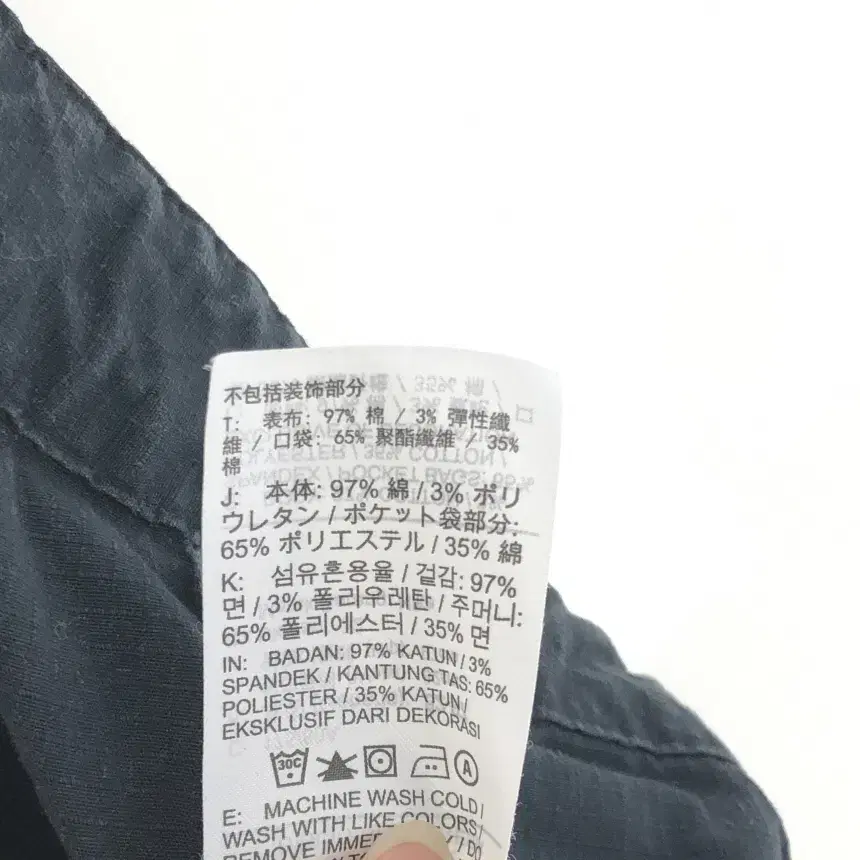 不包括装饰部分
T: 表布: 97% 棉 / 3% 彈性纖
維 / 口袋: 65% 聚酯纖維 / 35%
棉
J: 本体: 97% 綿 / 3% ポリ
ウレタン / ポケット袋部分:
65% ポリエステル / 35% 綿
K: 섬유혼용율 / 겉감: 97%
면 / 3% 폴리우레탄 / 주머니:
65% 폴리에스터 / 35% 면
IN: BADAN: 97% KATUN / 3%
SPANDEK / KANTUNG TAS: 65%
POLIESTER / 35% KATUN /
EKSKLUSIF DARI DEKORASI
30C A
E: MACHINE WASH COLD /
WASH WITH LIKE COLORS /
REMOVE / DO